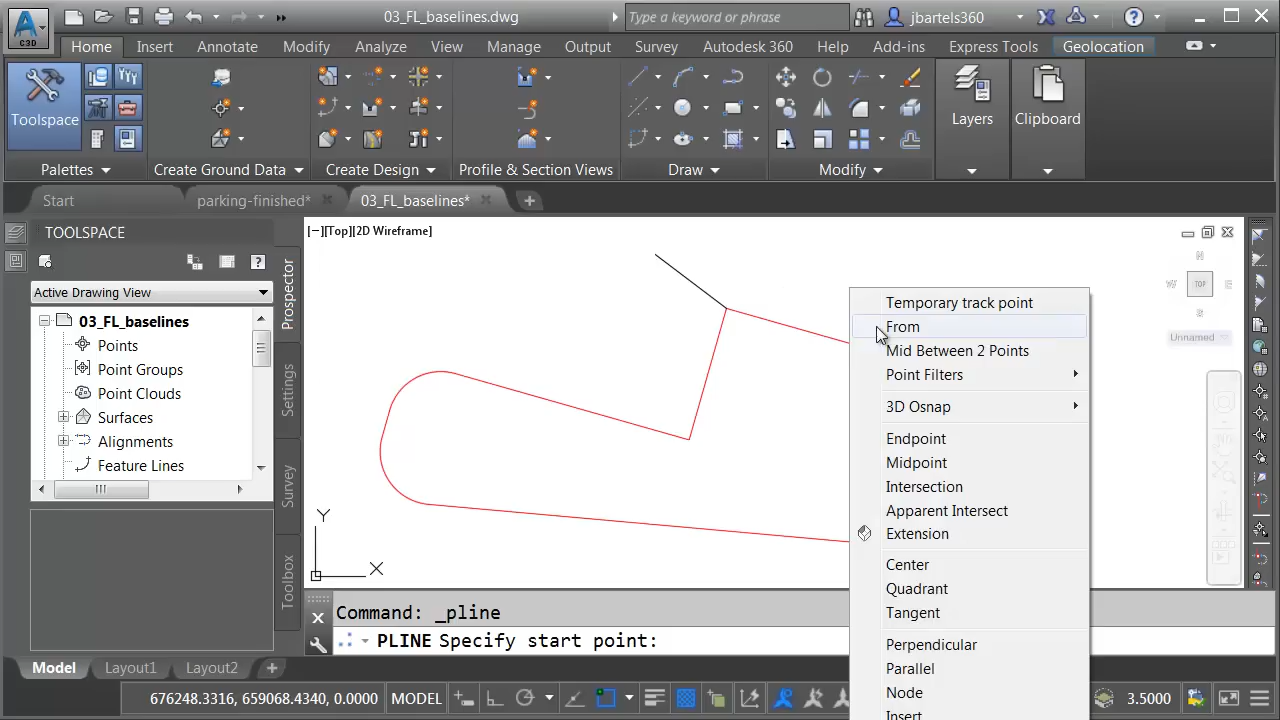 03_FL_baselines.dwg
Type a keyword or phrase
jbartels360
C3D
Home Insert Annotate Modify Analyze View Manage Output Survey Autodesk 360 Help Add-ins Express Tools Geolocation
Toolspace
Layers
Clipboard
Palettes
Create Ground Data
Create Design
Profile & Section Views
Draw
Modify
Start
parking-finished*
03_FL_baselines*
TOOLSPACE
[−][Top][2D Wireframe]
Active Drawing View
03_FL_baselines
Points
Point Groups
Point Clouds
Surfaces
Alignments
Feature Lines
Prospector
Settings
Survey
Toolbox
N
W
TOP
E
S
Unnamed
Temporary track point
From
Mid Between 2 Points
Point Filters
3D Osnap
Endpoint
Midpoint
Intersection
Apparent Intersect
Extension
Center
Quadrant
Tangent
Perpendicular
Parallel
Node
Insert
Y
X
Command: _pline
PLINE Specify start point:
Model
Layout1
Layout2
676248.3316, 659068.4340, 0.0000
MODEL
3.5000